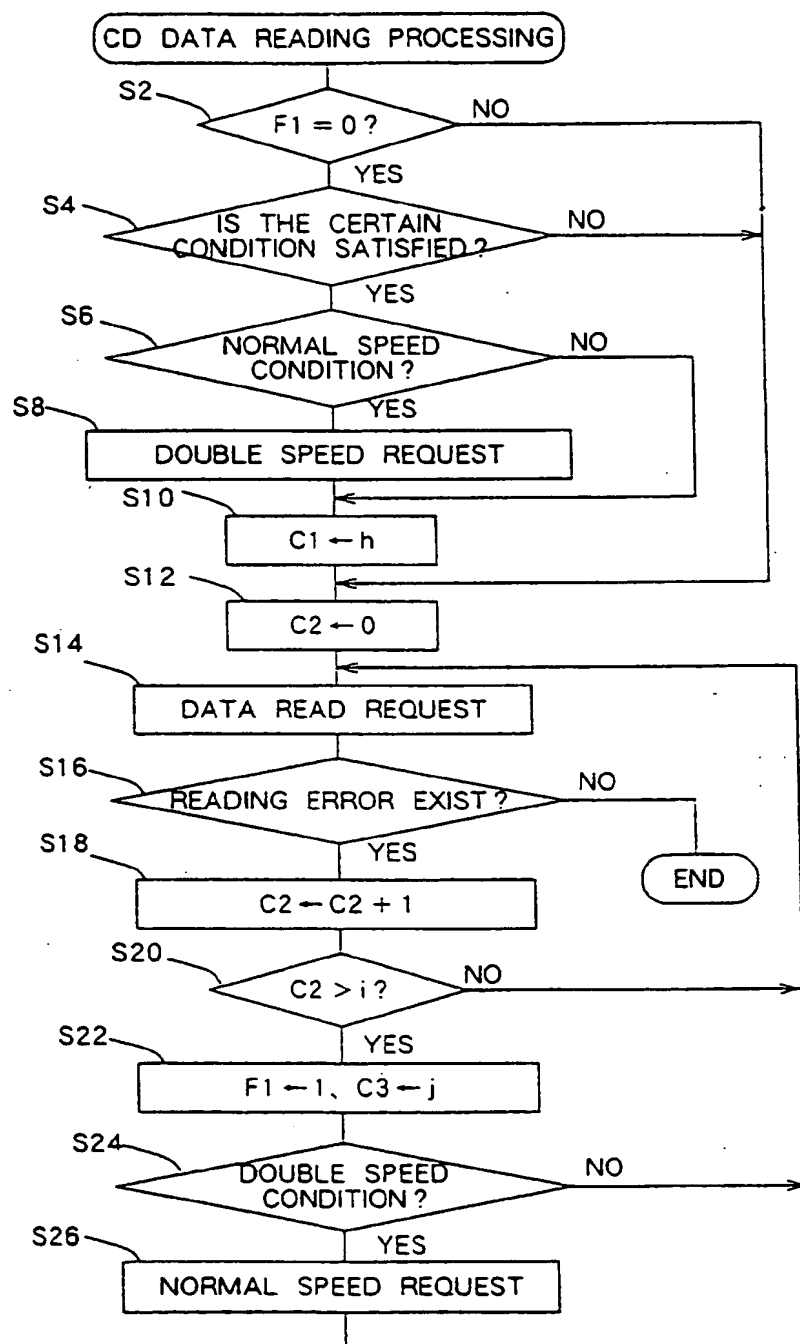 CD DATA READING PROCESSING
S2
F1 = 0?
NO
YES
S4
IS THE CERTAIN
CONDITION SATISFIED?
NO
YES
S6
NORMAL SPEED
CONDITION?
NO
YES
S8
DOUBLE SPEED REQUEST
S10
C1 ← h
S12
C2 ← 0
S14
DATA READ REQUEST
S16
READING ERROR EXIST?
NO
YES
END
S18
C2 ← C2 + 1
S20
C2 > i?
NO
YES
S22
F1 ← 1、C3 ← j
S24
DOUBLE SPEED
CONDITION?
NO
YES
S26
NORMAL SPEED REQUEST